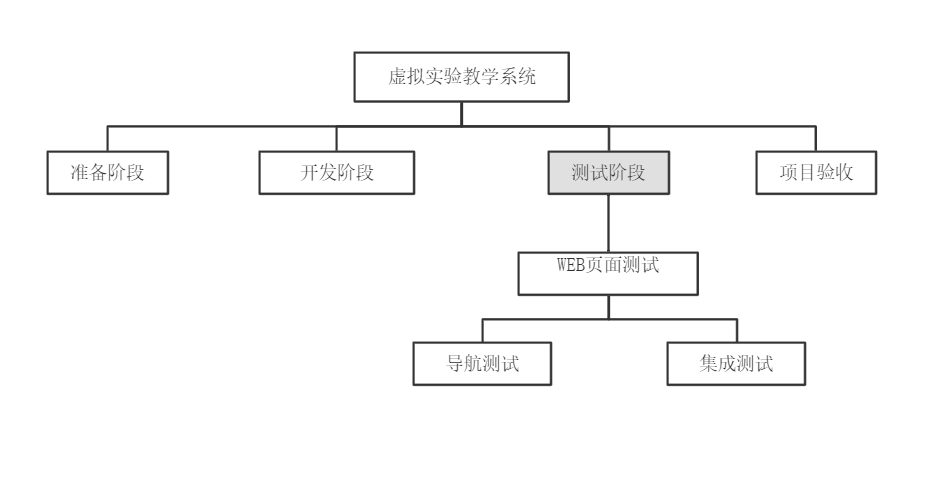 虚拟实验教学系统
准备阶段
开发阶段
测试阶段
项目验收
WEB页面测试
导航测试
集成测试